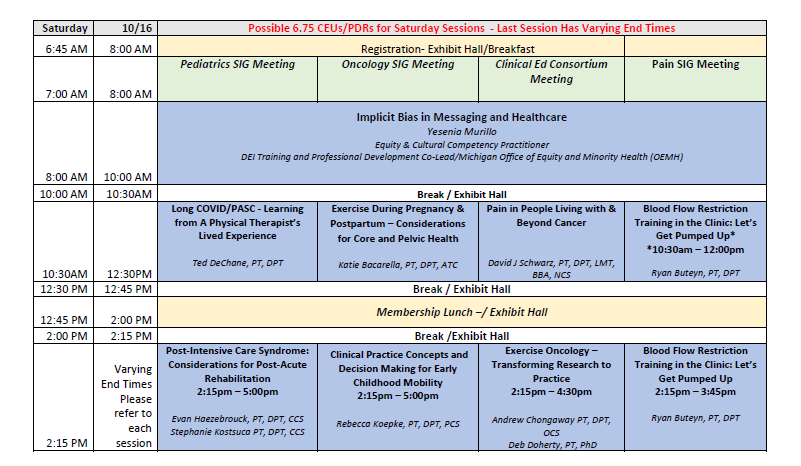 Saturday 10/16 Possible 6.75 CEUs/PDRs for Saturday Sessions - Last Session Has Varying End Times
6:45 AM 8:00 AM Registration- Exhibit Hall/Breakfast
Pediatrics SIG Meeting
Oncology SIG Meeting
Clinical Ed Consortium
Meeting
Pain SIG Meeting
7:00 AM 8:00 AM
Implicit Bias in Messaging and Healthcare
Yesenia Murillo
Equity & Cultural Competency Practitioner
DEI Training and Professional Development Co-Lead/Michigan Office of Equity and Minority Health (OEMH)
8:00 AM 10:00 AM
10:00 AM 10:30AM Break / Exhibit Hall
Long COVID/PASC - Learning
from A Physical Therapist's
Lived Experience
Ted DeChane, PT, DPT
Exercise During Pregnancy &
Postpartum – Considerations
for Core and Pelvic Health
Katie Bacarella, PT, DPT, ATC
Pain in People Living with &
Beyond Cancer
David J Schwarz, PT, DPT, LMT,
BBA, NCS
Blood Flow Restriction
Training in the Clinic: Let's
Get Pumped Up*
*10:30am – 12:00pm
Ryan Buteyn, PT, DPT
10:30AM 12:30PM
12:30 PM 12:45 PM Break / Exhibit Hall
Membership Lunch –/ Exhibit Hall
12:45 PM 2:00 PM
2:00 PM 2:15 PM Break /Exhibit Hall
Varying
End Times
Please
refer to
each
session
2:15 PM
Post-Intensive Care Syndrome:
Considerations for Post-Acute
Rehabilitation
2:15pm – 5:00pm
Evan Haezebrouck, PT, DPT, CCS
Stephanie Kostsuca PT, DPT, CCS
Clinical Practice Concepts and
Decision Making for Early
Childhood Mobility
2:15pm – 5:00pm
Rebecca Koepke, PT, DPT, PCS
Exercise Oncology –
Transforming Research to
Practice
2:15pm – 4:30pm
Andrew Chongaway PT, DPT,
OCS
Deb Doherty, PT, PhD
Blood Flow Restriction
Training in the Clinic: Let's
Get Pumped Up
2:15pm – 3:45pm
Ryan Buteyn, PT, DPT